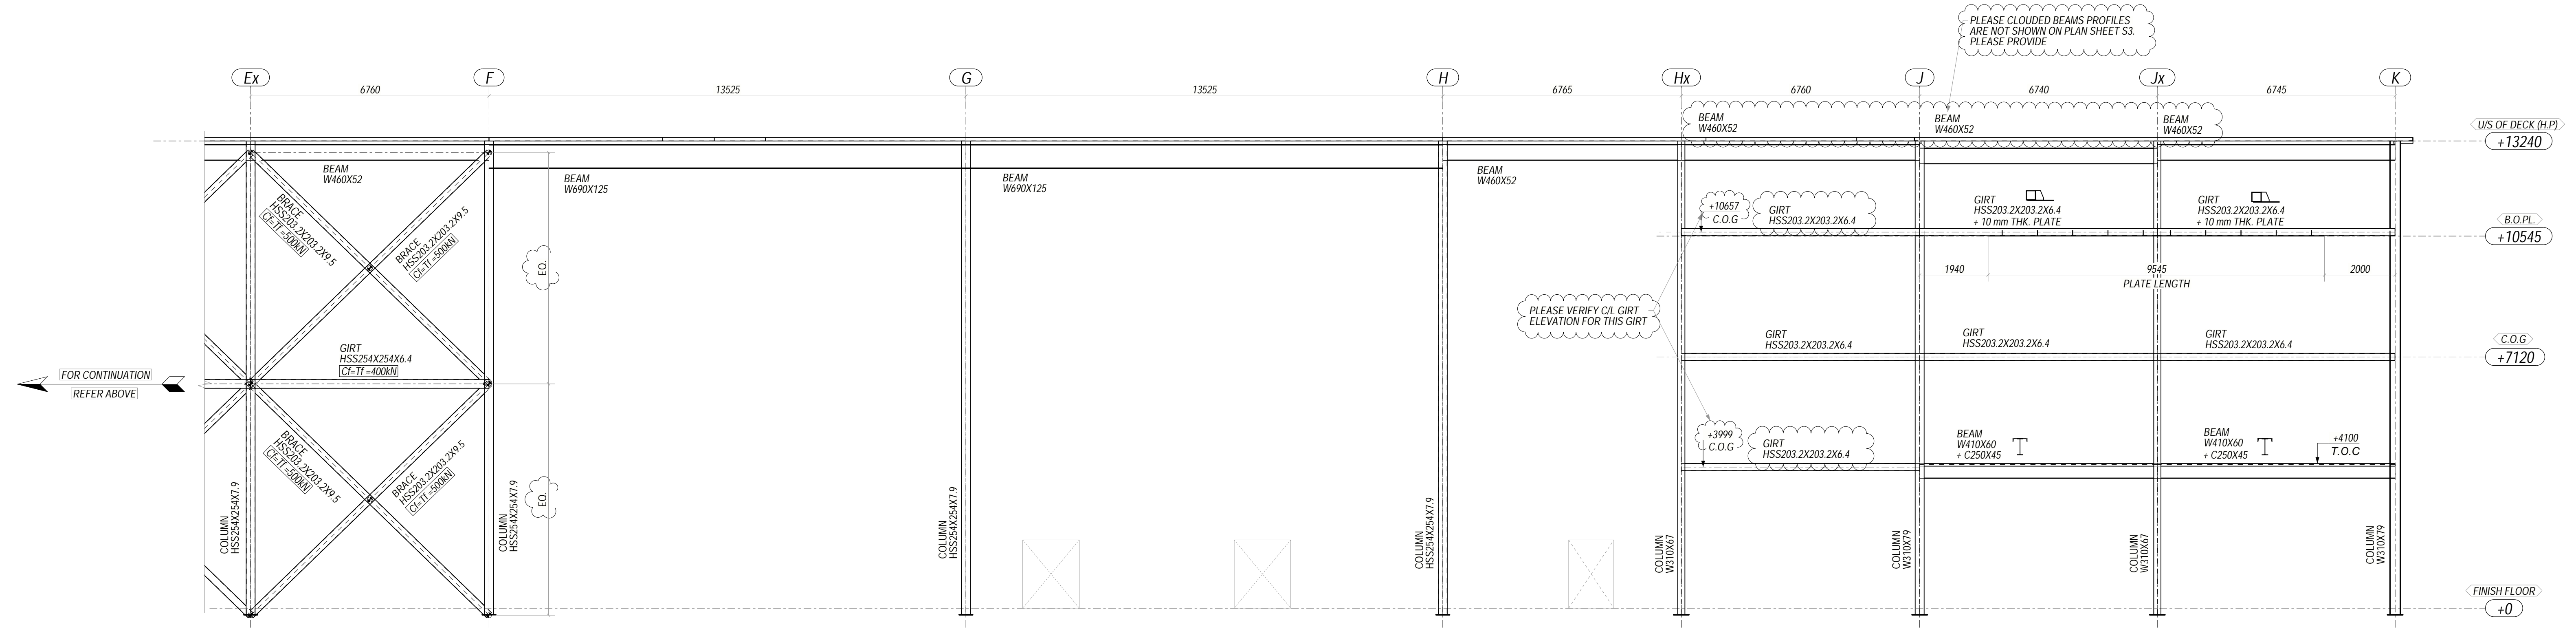 PLEASE CLOUDED BEAMS PROFILES
ARE NOT SHOWN ON PLAN SHEET S3.
PLEASE PROVIDE
Ex
F
G
H
Hx
J
Jx
K
6760
13525
13525
6765
6760
6740
6745
BEAM
W460X52
BEAM
W460X52
BEAM
W460X52
U/S OF DECK (H.P)
+13240
BEAM
W460X52
BEAM
W690X125
BEAM
W690X125
BEAM
W460X52
BRACE
HSS203.2X203.2X9.5
Cf=Tf =500kN
BRACE
HSS203.2X203.2X9.5
Cf=Tf =500kN
EQ.
+10657
C.O.G
GIRT
HSS203.2X203.2X6.4
GIRT
HSS203.2X203.2X6.4
+ 10 mm THK. PLATE
GIRT
HSS203.2X203.2X6.4
+ 10 mm THK. PLATE
B.O.PL.
+10545
1940
9545
2000
PLATE LENGTH
PLEASE VERIFY C/L GIRT
ELEVATION FOR THIS GIRT
GIRT
HSS254X254X6.4
Cf=Tf =400kN
GIRT
HSS203.2X203.2X6.4
GIRT
HSS203.2X203.2X6.4
GIRT
HSS203.2X203.2X6.4
C.O.G
+7120
FOR CONTINUATION
REFER ABOVE
BRACE
HSS203.2X203.2X9.5
Cf=Tf =500kN
BRACE
HSS203.2X203.2X9.5
Cf=Tf =500kN
EQ.
+3999
C.O.G
GIRT
HSS203.2X203.2X6.4
BEAM
W410X60
+ C250X45
BEAM
W410X60
+ C250X45
+4100
T.O.C
COLUMN
HSS254X254X7.9
COLUMN
HSS254X254X7.9
COLUMN
HSS254X254X7.9
COLUMN
HSS254X254X7.9
COLUMN
W310X67
COLUMN
W310X79
COLUMN
W310X67
COLUMN
W310X79
FINISH FLOOR
+0